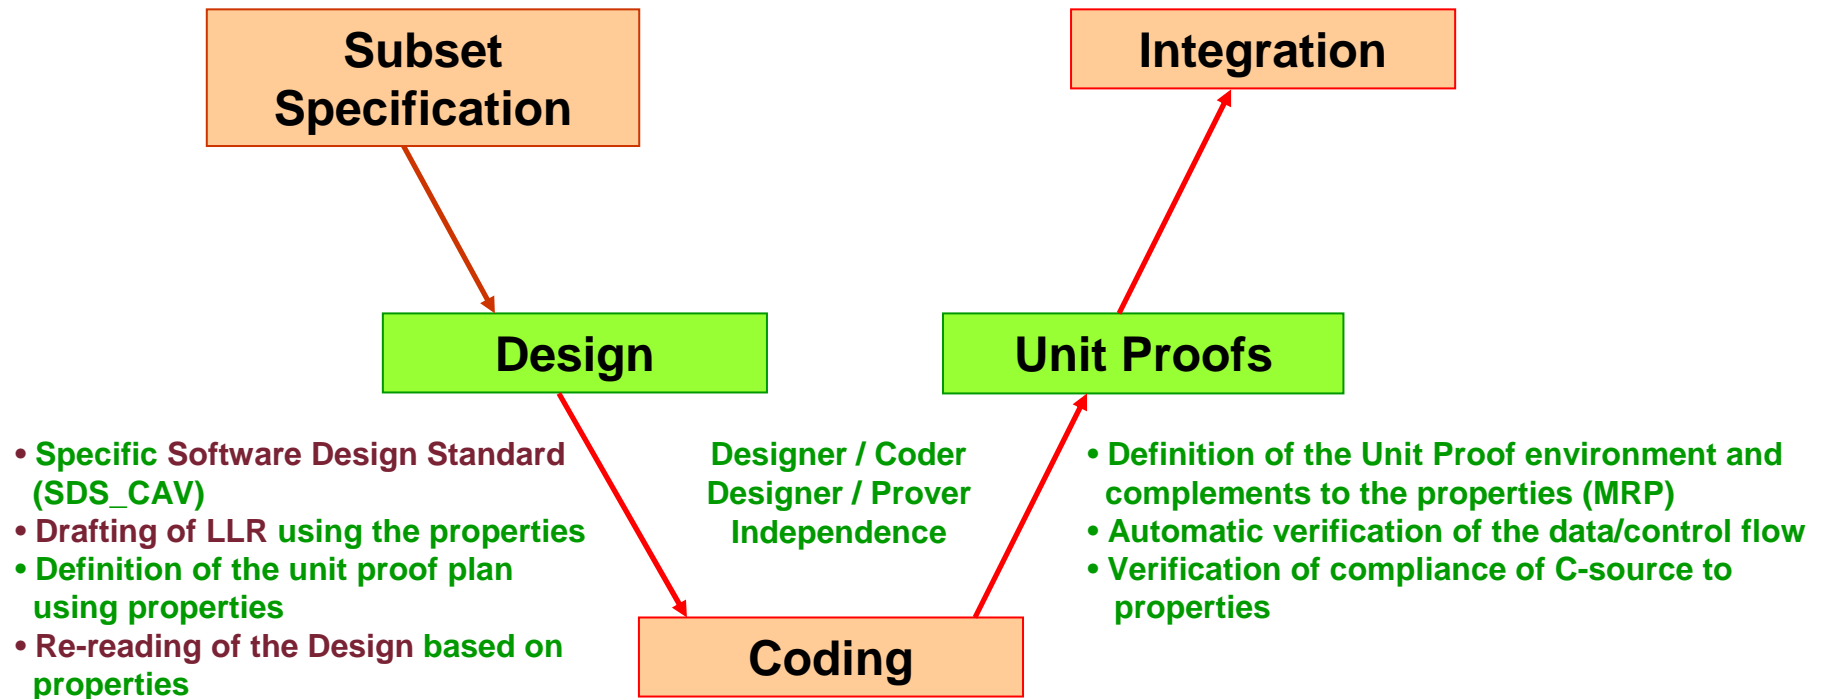 Subset
Specification
Integration
Design
Unit Proofs
• Specific Software Design Standard
(SDS_CAV)
• Drafting of LLR using the properties
• Definition of the unit proof plan
using properties
• Re-reading of the Design based on
properties
Designer / Coder
Designer / Prover
Independence
• Definition of the Unit Proof environment and
complements to the properties (MRP)
• Automatic verification of the data/control flow
• Verification of compliance of C-source to
properties
Coding